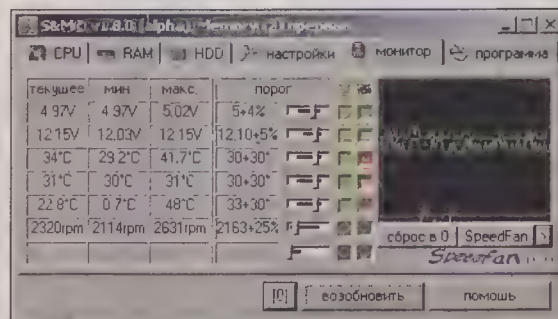 CPU RAM HDD настройки монитор программа
текущее мин макс. порог
4.97V 4.97V 5.02V 5+4%
12.15V 12.03V 12.15V 12.10+5%
34°C 29.2°C 41.7°C 30+30°
31°C 30°C 31°C 30+30°
22.8°C 0.7°C 48°C 33+30°
2320rpm 2114rpm 2631rpm 2163+25%
сброс в 0 SpeedFan
SpeedFan
возобновить помощь